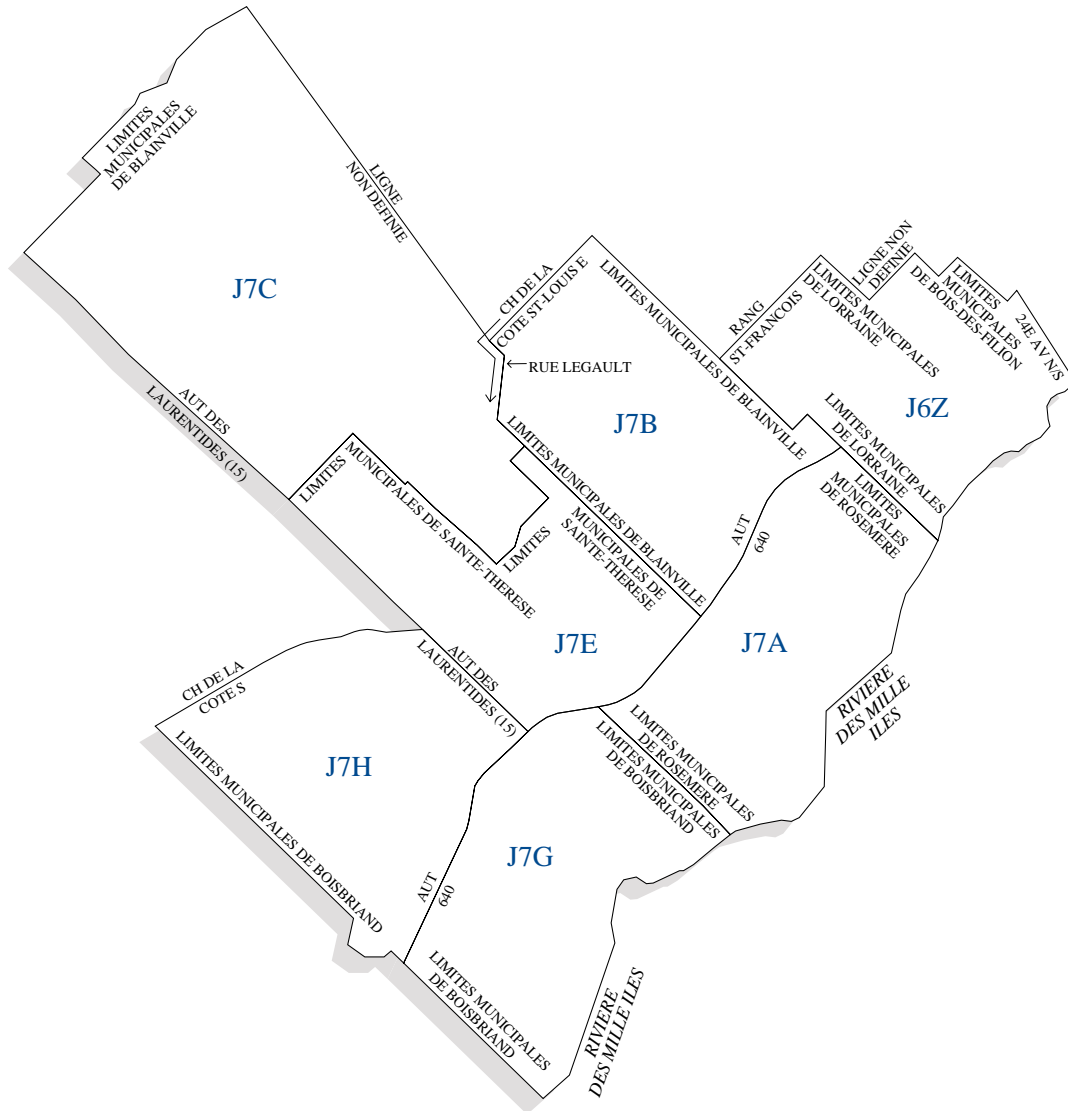 LIMITES
MUNICIPALES
DE BLAINVILLE
LIGNE
NON DEFINIE
J7C
CH DE LA
COTE ST-LOUIS E
RUE LEGAULT
LIMITES MUNICIPALES DE BLAINVILLE
J7B
RANG
ST-FRANCOIS
LIMITES MUNICIPALES
DE LORRAINE
LIGNE NON
DEFINIE
LIMITES
MUNICIPALES
DE BOIS-DES-FILION
24E AV N/S
J6Z
LIMITES MUNICIPALES
DE LORRAINE
LIMITES
MUNICIPALES
DE ROSEMERE
AUT DES
LAURENTIDES (15)
LIMITES
MUNICIPALES DE SAINTE-THERESE
LIMITES
LIMITES MUNICIPALES DE BLAINVILLE
MUNICIPALES DE
SAINTE-THERESE
AUT
640
J7E
J7A
CH DE LA
COTE S
AUT DES
LAURENTIDES (15)
LIMITES MUNICIPALES
DE ROSEMERE
LIMITES MUNICIPALES
DE BOISBRIAND
RIVIERE
DES MILLE
ILES
J7H
LIMITES MUNICIPALES DE BOISBRIAND
AUT
640
J7G
LIMITES MUNICIPALES
DE BOISBRIAND
RIVIERE
DES MILLE ILES